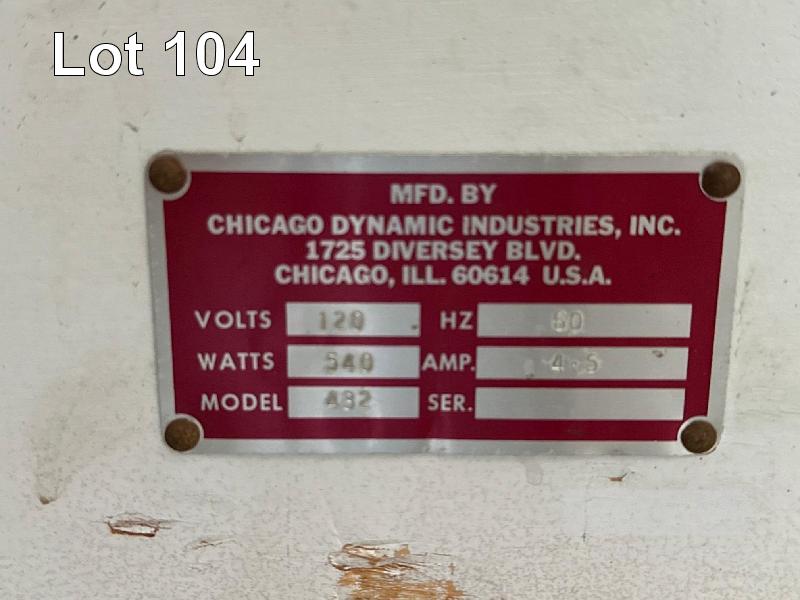 Lot 104
MFD. BY
CHICAGO DYNAMIC INDUSTRIES, INC.
1725 DIVERSEY BLVD.
CHICAGO, ILL. 60614 U.S.A.
VOLTS 120 HZ 60
WATTS 540 AMP. 4.5
MODEL 432 SER.